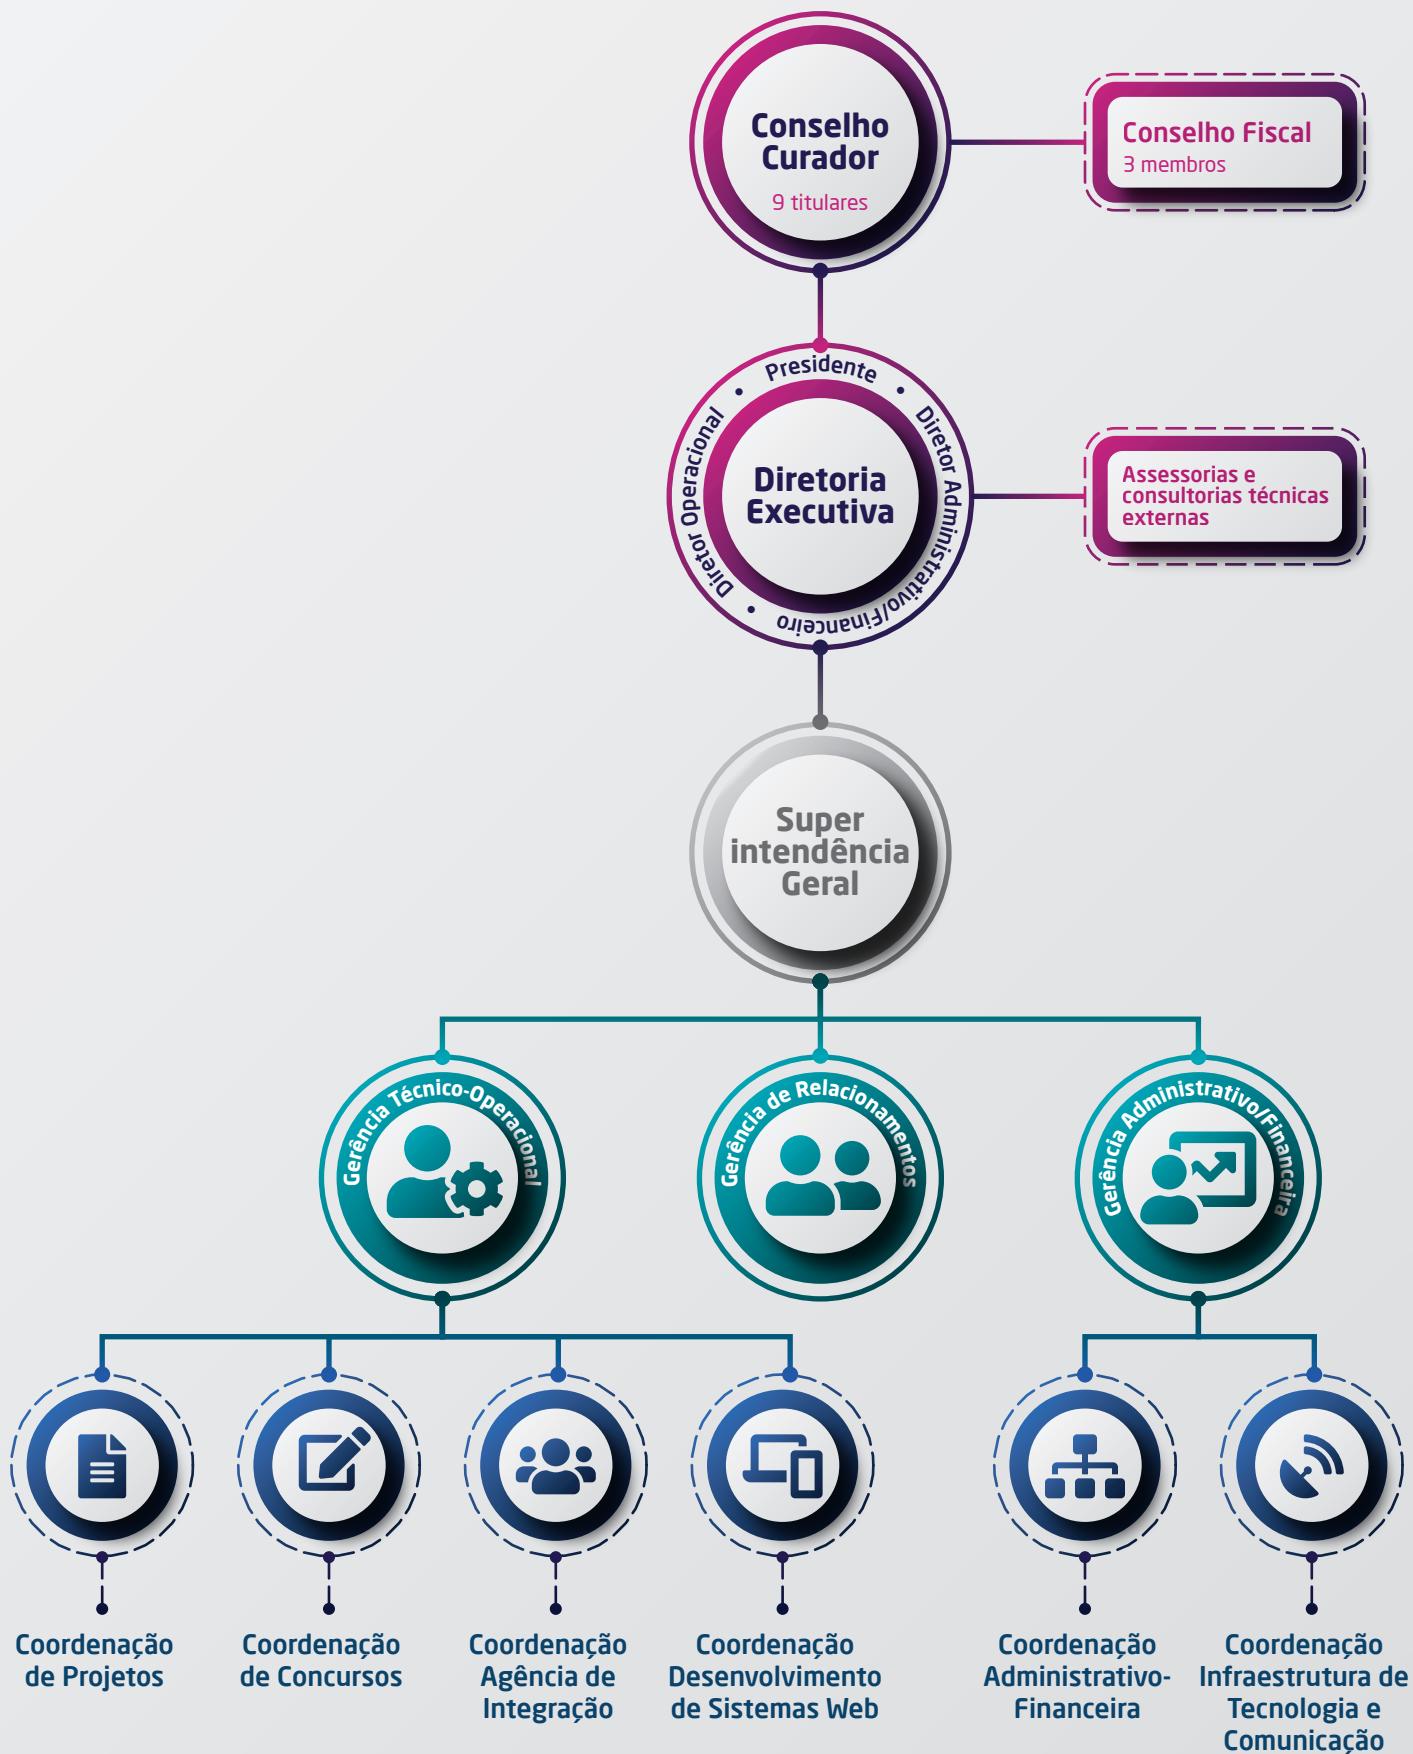 Conselho
Curador
9 titulares
Conselho Fiscal
3 membros
Presidente • Diretor Administrativo/Financeiro • Diretor Operacional •
Diretoria
Executiva
Assessorias e
consultorias técnicas
externas
Super
intendência
Geral
Gerência Técnico-Operacional
Gerência de Relacionamentos
Gerência Administrativo/Financeira
Coordenação
de Projetos
Coordenação
de Concursos
Coordenação
Agência de
Integração
Coordenação
Desenvolvimento
de Sistemas Web
Coordenação
Administrativo-
Financeira
Coordenação
Infraestrutura de
Tecnologia e
Comunicação